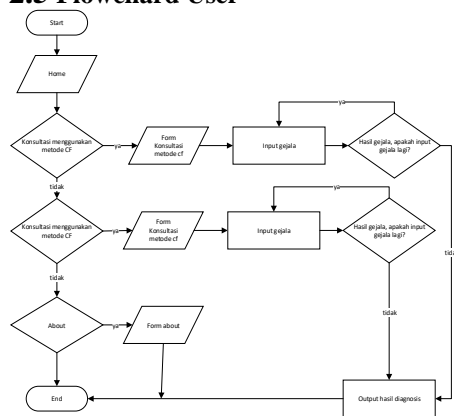 2.3 Flowchard User
Start
Home
Konsultasi menggunakan
metode CF
ya
Form
Konsultasi
metode cf
Input gejala
ya
Hasil gejala, apakah input
gejala lagi?
tidak
Konsultasi menggunakan
metode CF
ya
Form
Konsultasi
metode cf
Input gejala
ya
Hasil gejala, apakah input
gejala lagi?
tidak
tidak
About
ya
Form about
End
Output hasil diagnosis